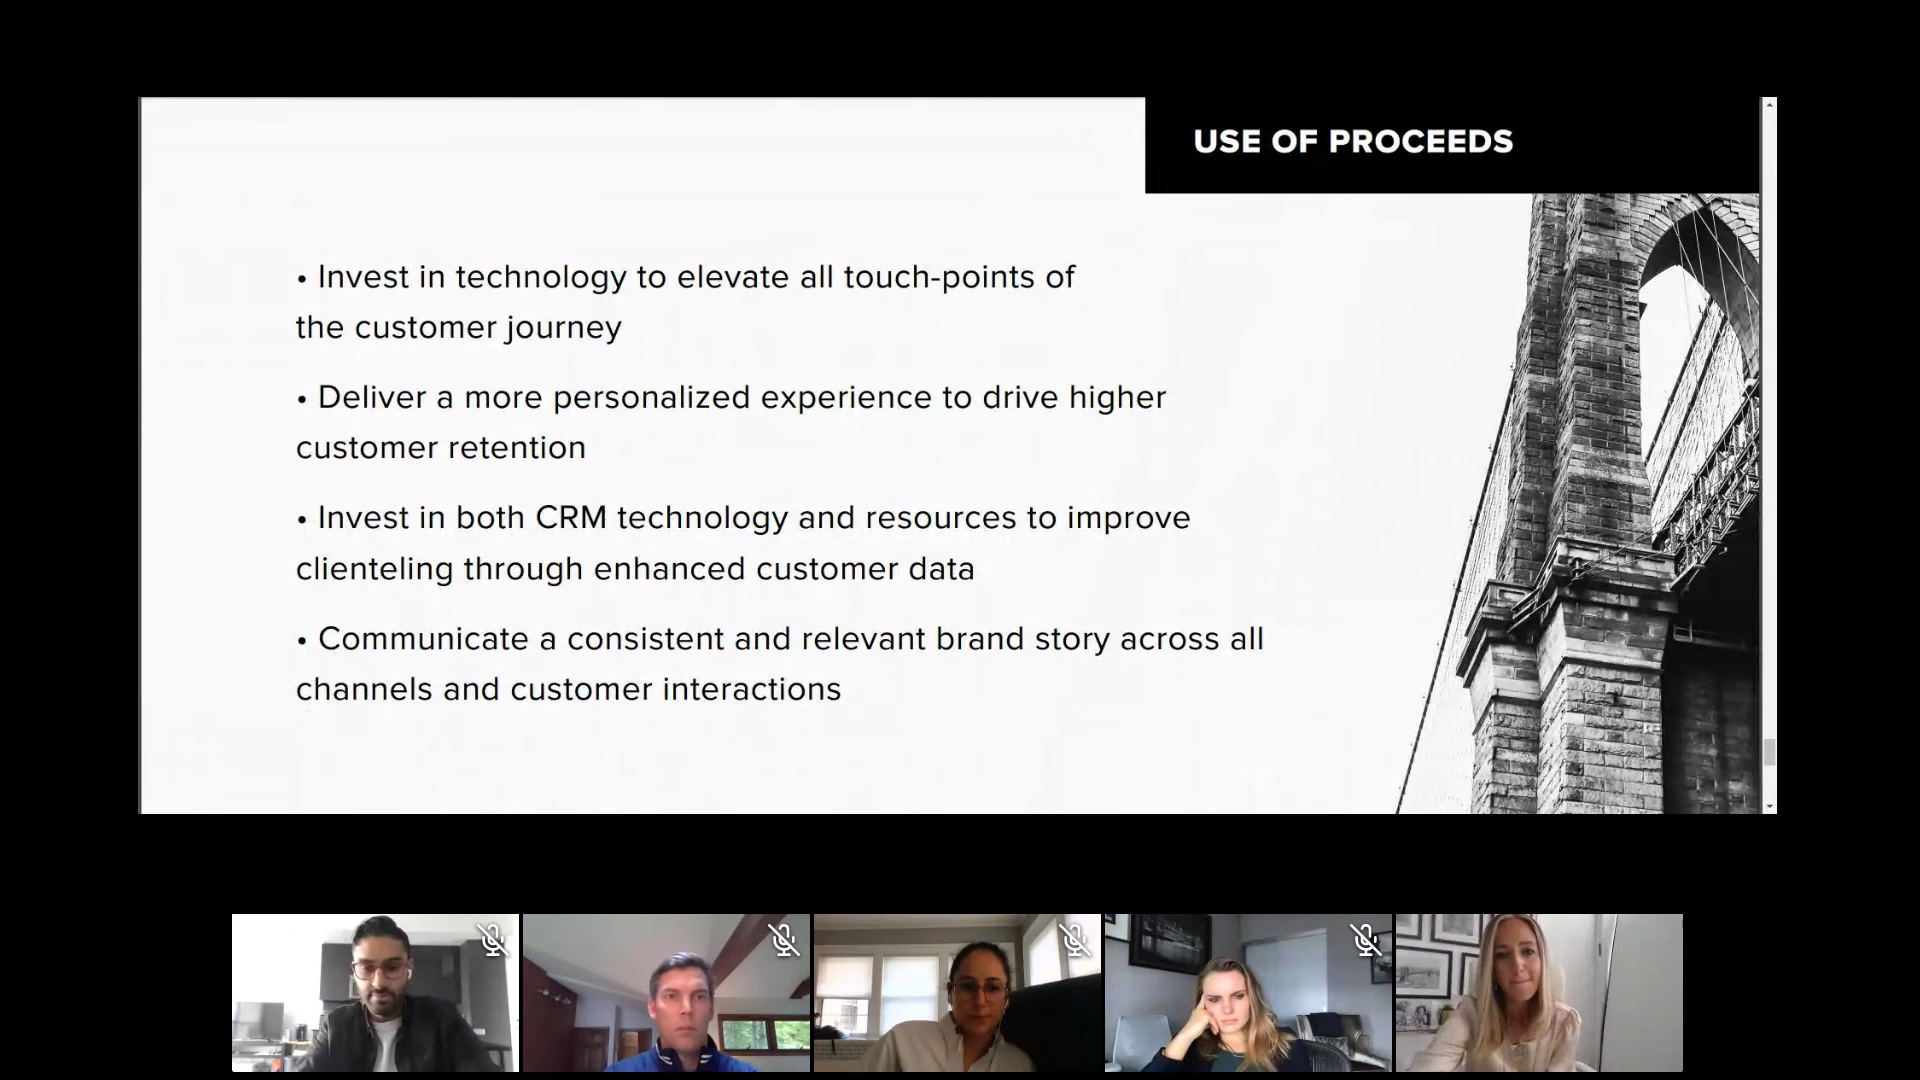 USE OF PROCEEDS
• Invest in technology to elevate all touch-points of
the customer journey
• Deliver a more personalized experience to drive higher
customer retention
• Invest in both CRM technology and resources to improve
clienteling through enhanced customer data
• Communicate a consistent and relevant brand story across all
channels and customer interactions